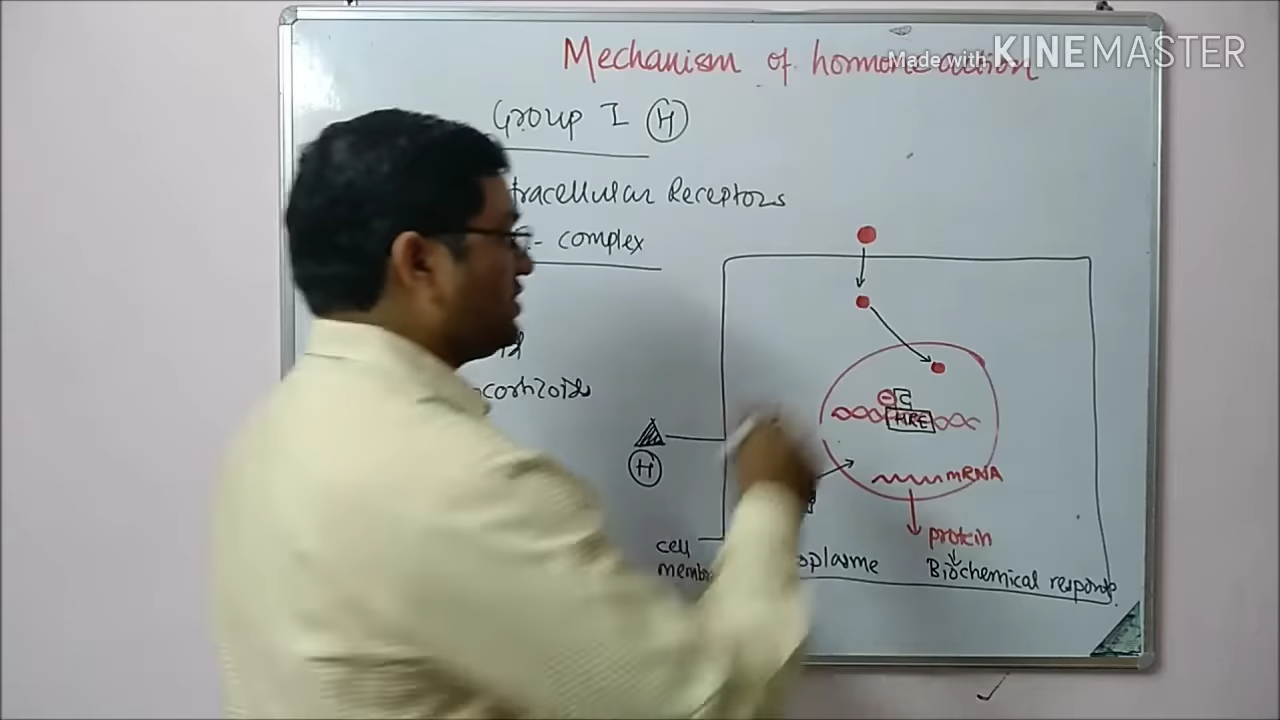 Mechanism of hormone action
Made with KINEMASTER
Group I H
tracellular Receptors
- complex
cortizoids
C
HRE
H
mRNA
protein
cell
membr
oplasme
Biochemical response